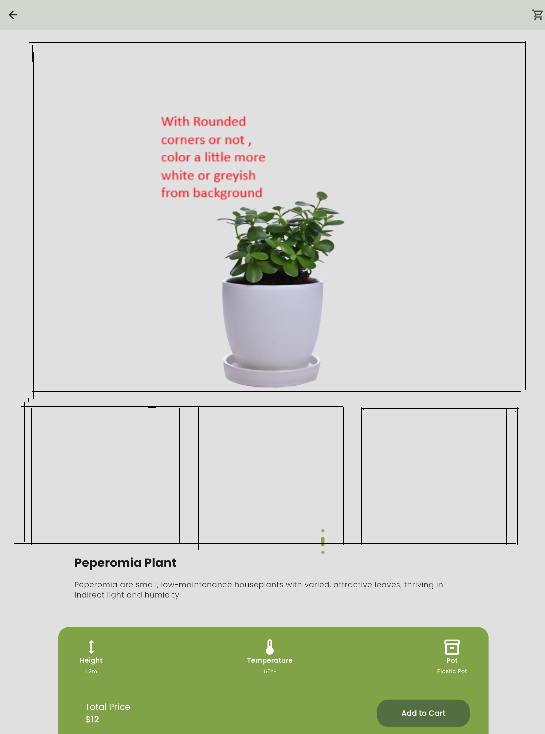 With Rounded
corners or not ,
color a little more
white or greyish
from background
Peperomia Plant
Peperomia are small, low-maintenance houseplants with varied, attractive leaves, thriving in
indirect light and humidity
Height
Temperature
Pot
Plastic Pot
Total Price
$12
Add to Cart